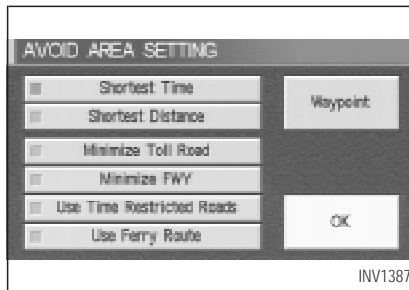 AVOID AREA SETTING
Shortest Time
Shortest Distance
Minimize Toll Road
Minimize FWY
Use Time Restricted Roads
Use Ferry Route
Waypoint
OK
INV1387